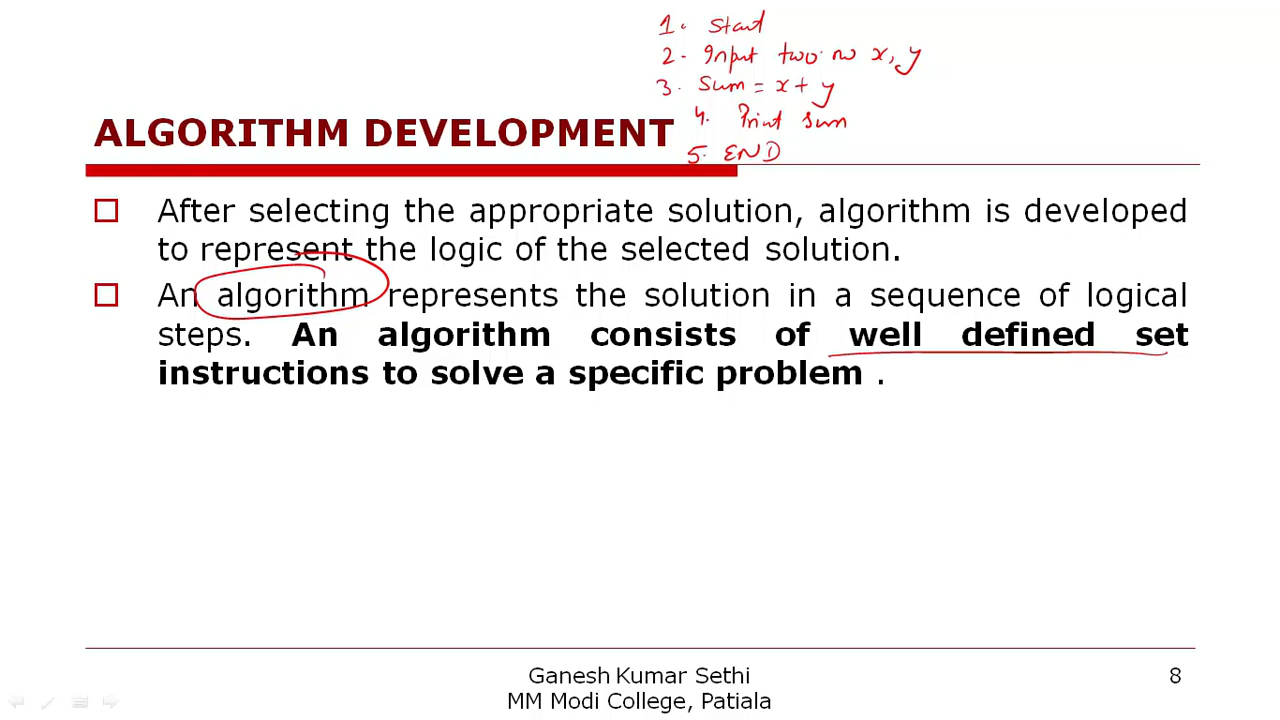 1. Start
2. Input two no x, y
3. Sum = x + y
4. Print sum
5. END
ALGORITHM DEVELOPMENT
After selecting the appropriate solution, algorithm is developed
to represent the logic of the selected solution.
An algorithm represents the solution in a sequence of logical
steps. An algorithm consists of well defined set
instructions to solve a specific problem .
Ganesh Kumar Sethi
MM Modi College, Patiala
8